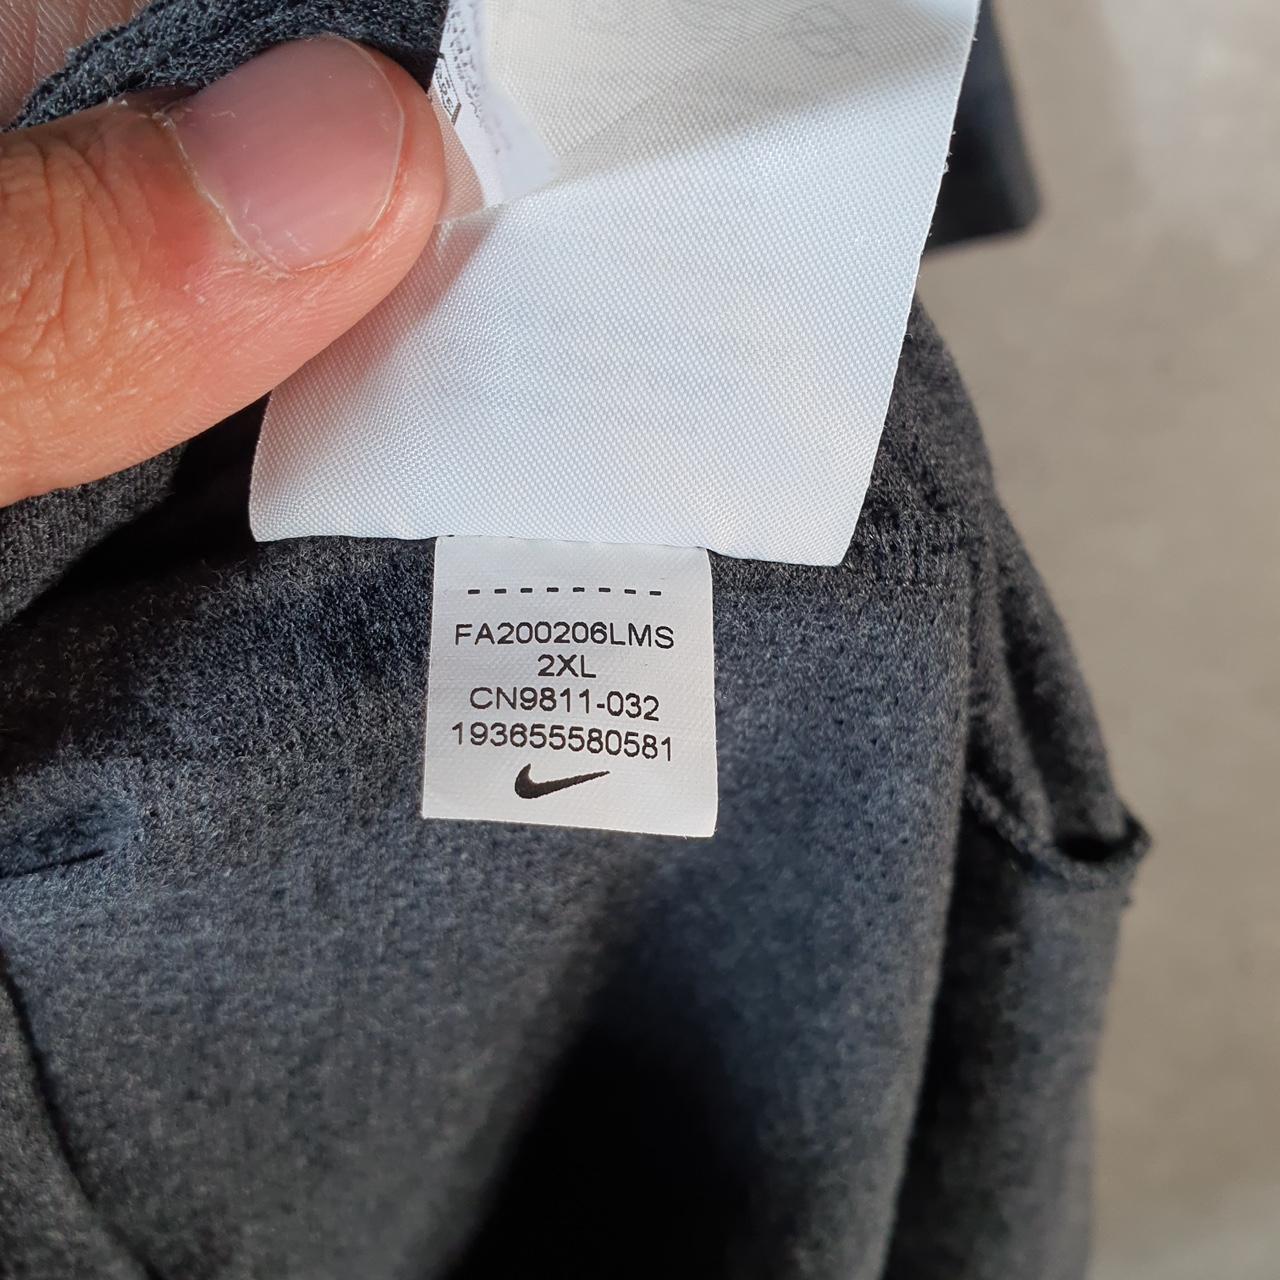 --------
FA200206LMS
2XL
CN9811-032
193655580581